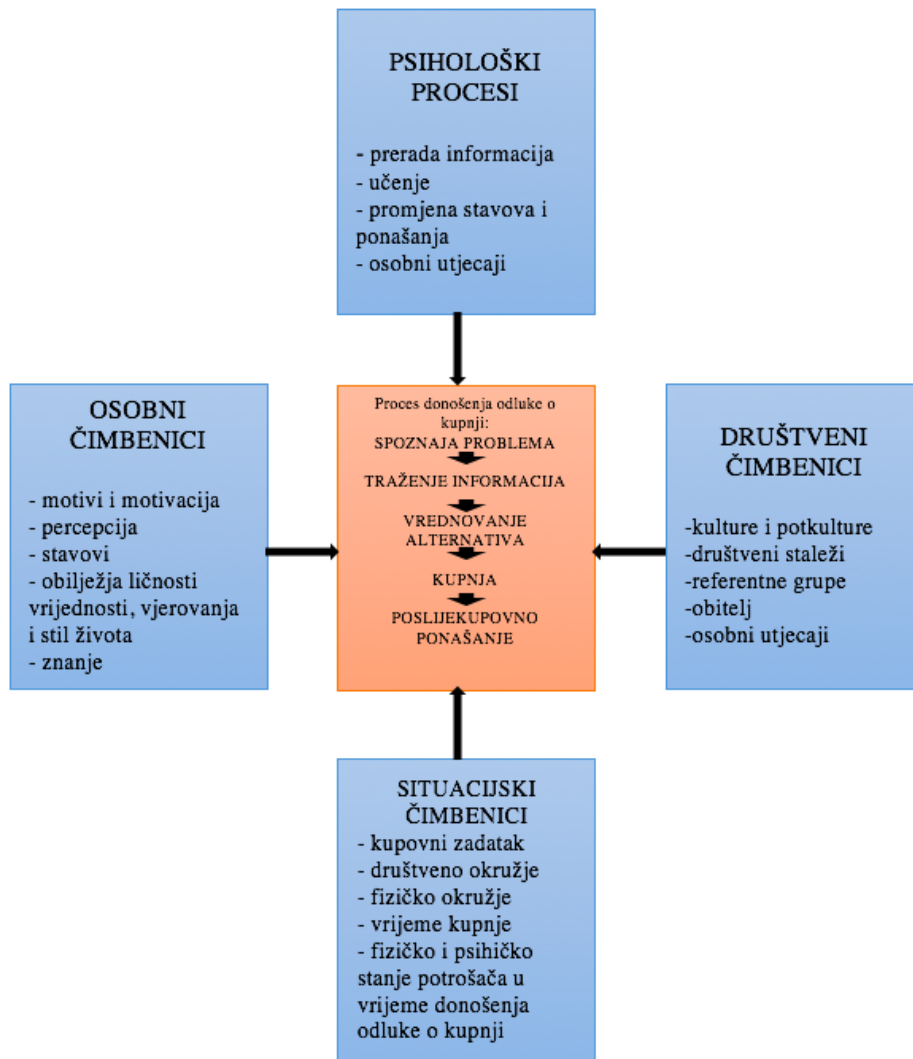 PSIHOLOŠKI
PROCESI
- prerada informacija
- učenje
- promjena stavova i
ponašanja
- osobni utjecaji
OSOBNI
ČIMBENICI
- motivi i motivacija
- percepcija
- stavovi
- obilježja ličnosti
vrijednosti, vjerovanja
i stil života
- znanje
Proces donošenja odluke o
kupnji:
SPOZNAJA PROBLEMA
TRAŽENJE INFORMACIJA
VREDNOVANJE
ALTERNATIVA
KUPNJA
POSLIJEKUPOVNO
PONAŠANJE
DRUŠTVENI
ČIMBENICI
-kulture i potkulture
-društveni staleži
-referentne grupe
-obitelj
-osobni utjecaji
SITUACIJSKI
ČIMBENICI
- kupovni zadatak
- društveno okružje
- fizičko okružje
- vrijeme kupnje
- fizičko i psihičko
stanje potrošača u
vrijeme donošenja
odluke o kupnji